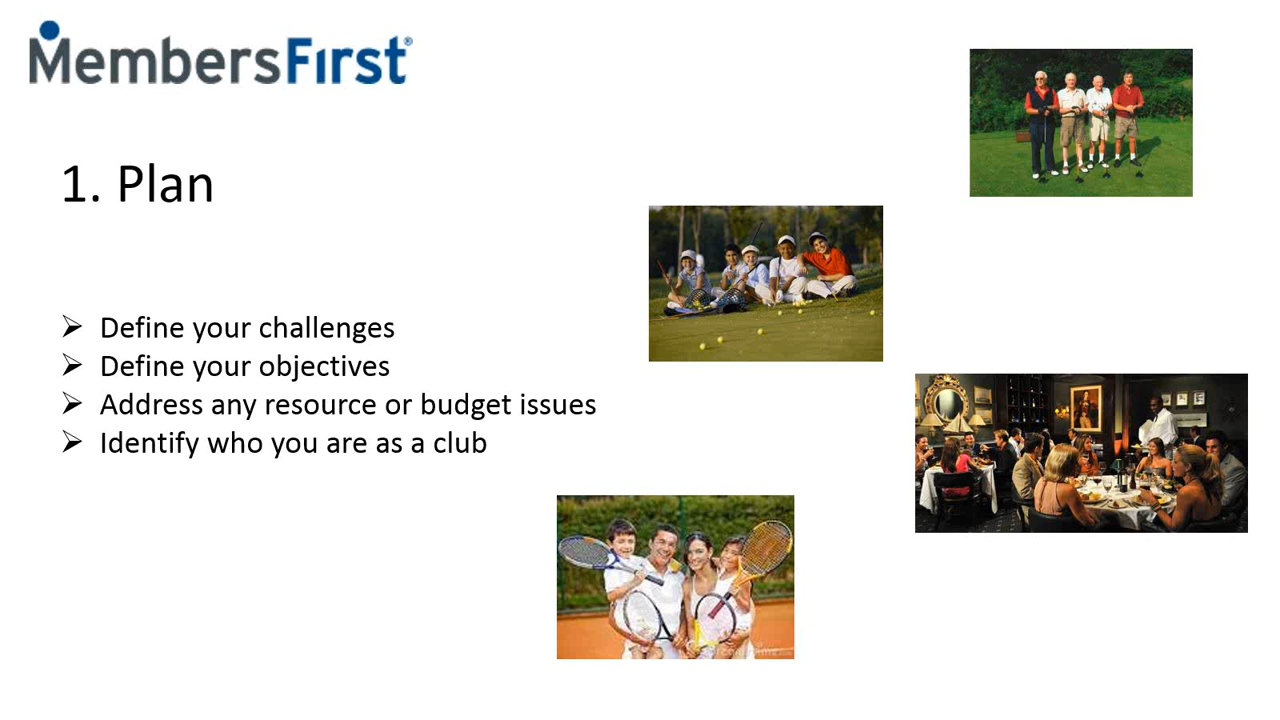 MembersFirst®
1. Plan
➢ Define your challenges
➢ Define your objectives
➢ Address any resource or budget issues
➢ Identify who you are as a club